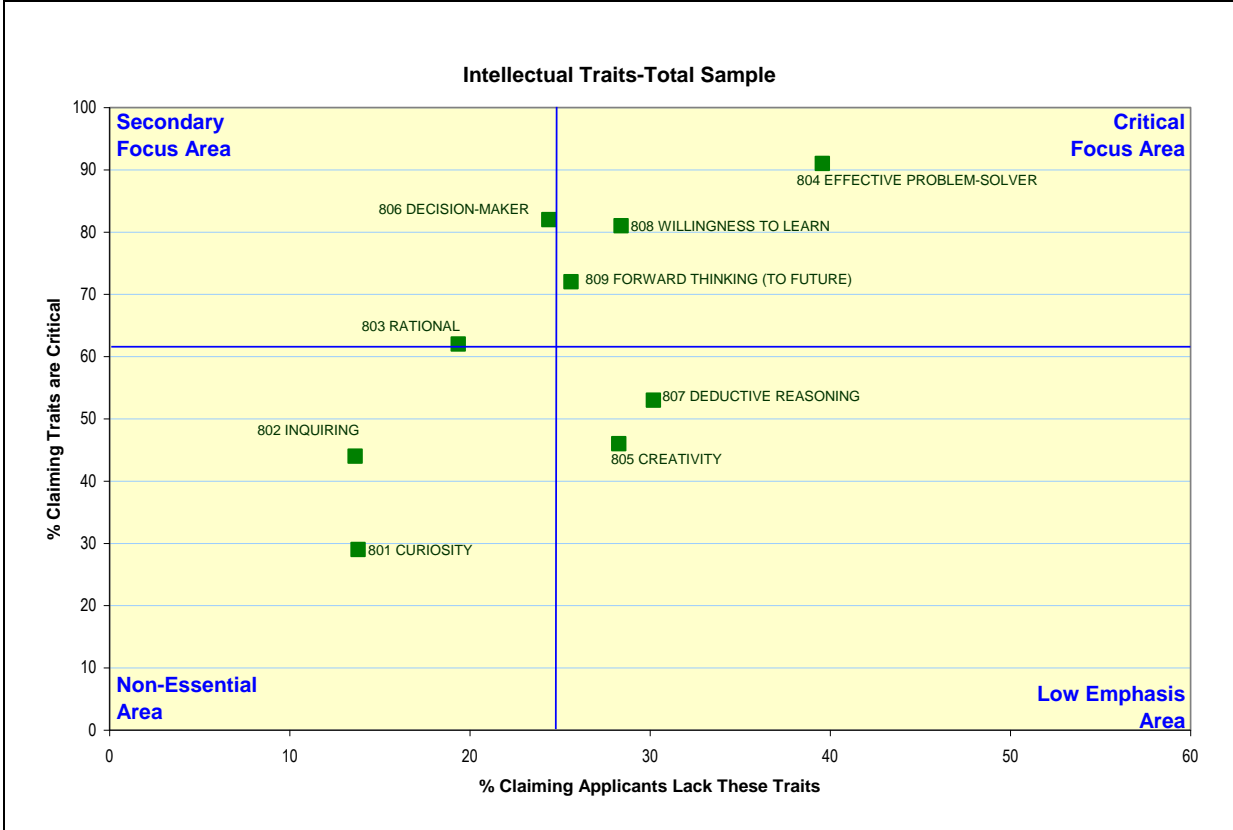 Intellectual Traits-Total Sample
100
90
80
70
60
50
40
30
20
10
0
% Claiming Traits are Critical
Secondary
Focus Area
Critical
Focus Area
804 EFFECTIVE PROBLEM-SOLVER
806 DECISION-MAKER
808 WILLINGNESS TO LEARN
809 FORWARD THINKING (TO FUTURE)
803 RATIONAL
807 DEDUCTIVE REASONING
802 INQUIRING
805 CREATIVITY
801 CURIOSITY
Non-Essential
Area
Low Emphasis
Area
0 10 20 30 40 50 60
% Claiming Applicants Lack These Traits